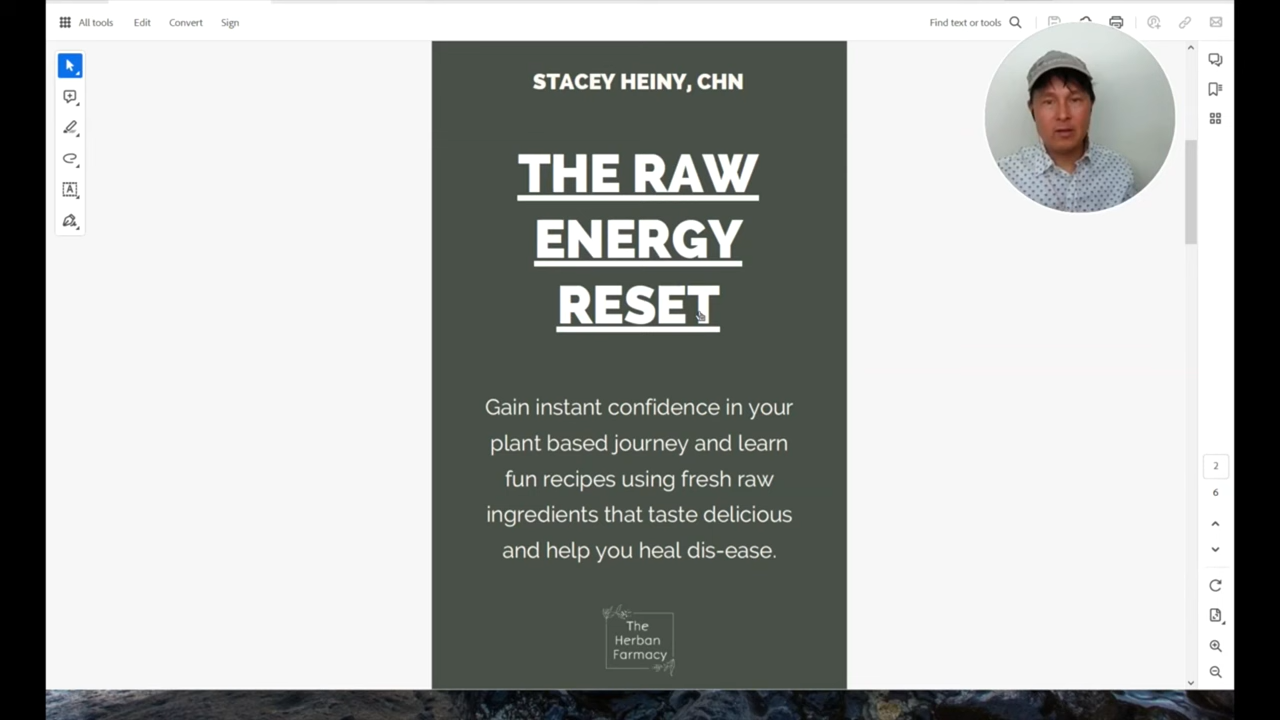 All tools Edit Convert Sign Find text or tools
STACEY HEINY, CHN
THE RAW
ENERGY
RESET
Gain instant confidence in your
plant based journey and learn
fun recipes using fresh raw
ingredients that taste delicious
and help you heal dis-ease.
The
Herban
Farmacy
2
6